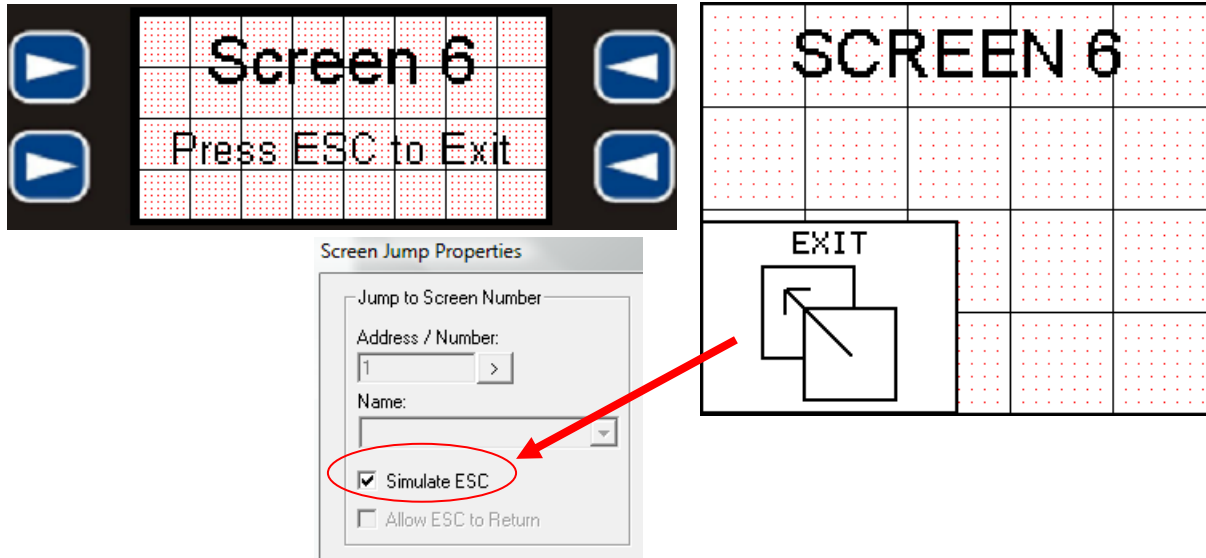 Screen 6
Press ESC to Exit
SCREEN 6
EXIT
Screen Jump Properties
Jump to Screen Number
Address / Number:
1
>
Name:
Simulate ESC
Allow ESC to Return